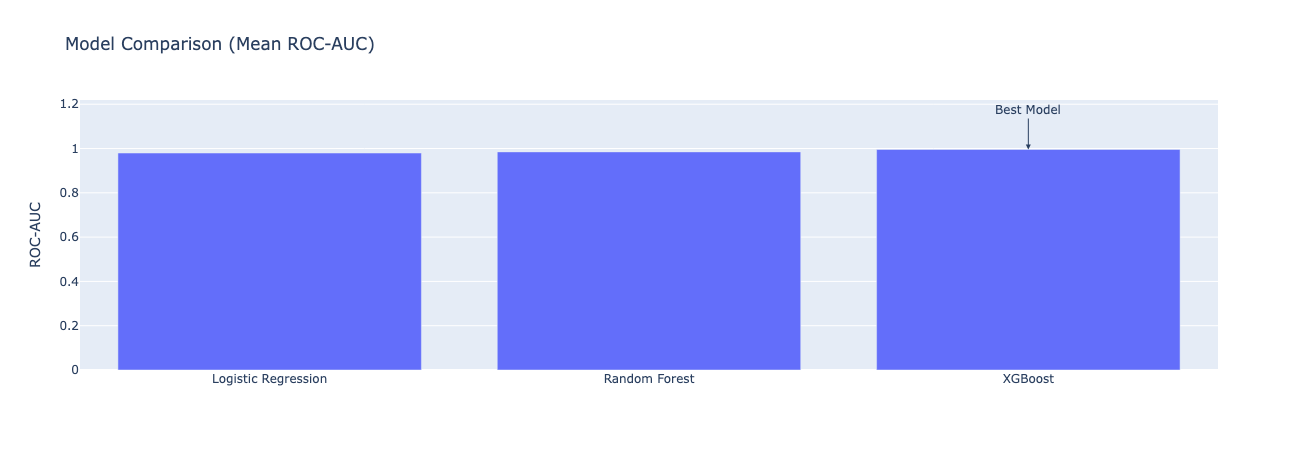 Model Comparison (Mean ROC-AUC)
Best Model
1.2
1
0.8
0.6
0.4
0.2
0
ROC-AUC
Logistic Regression
Random Forest
XGBoost